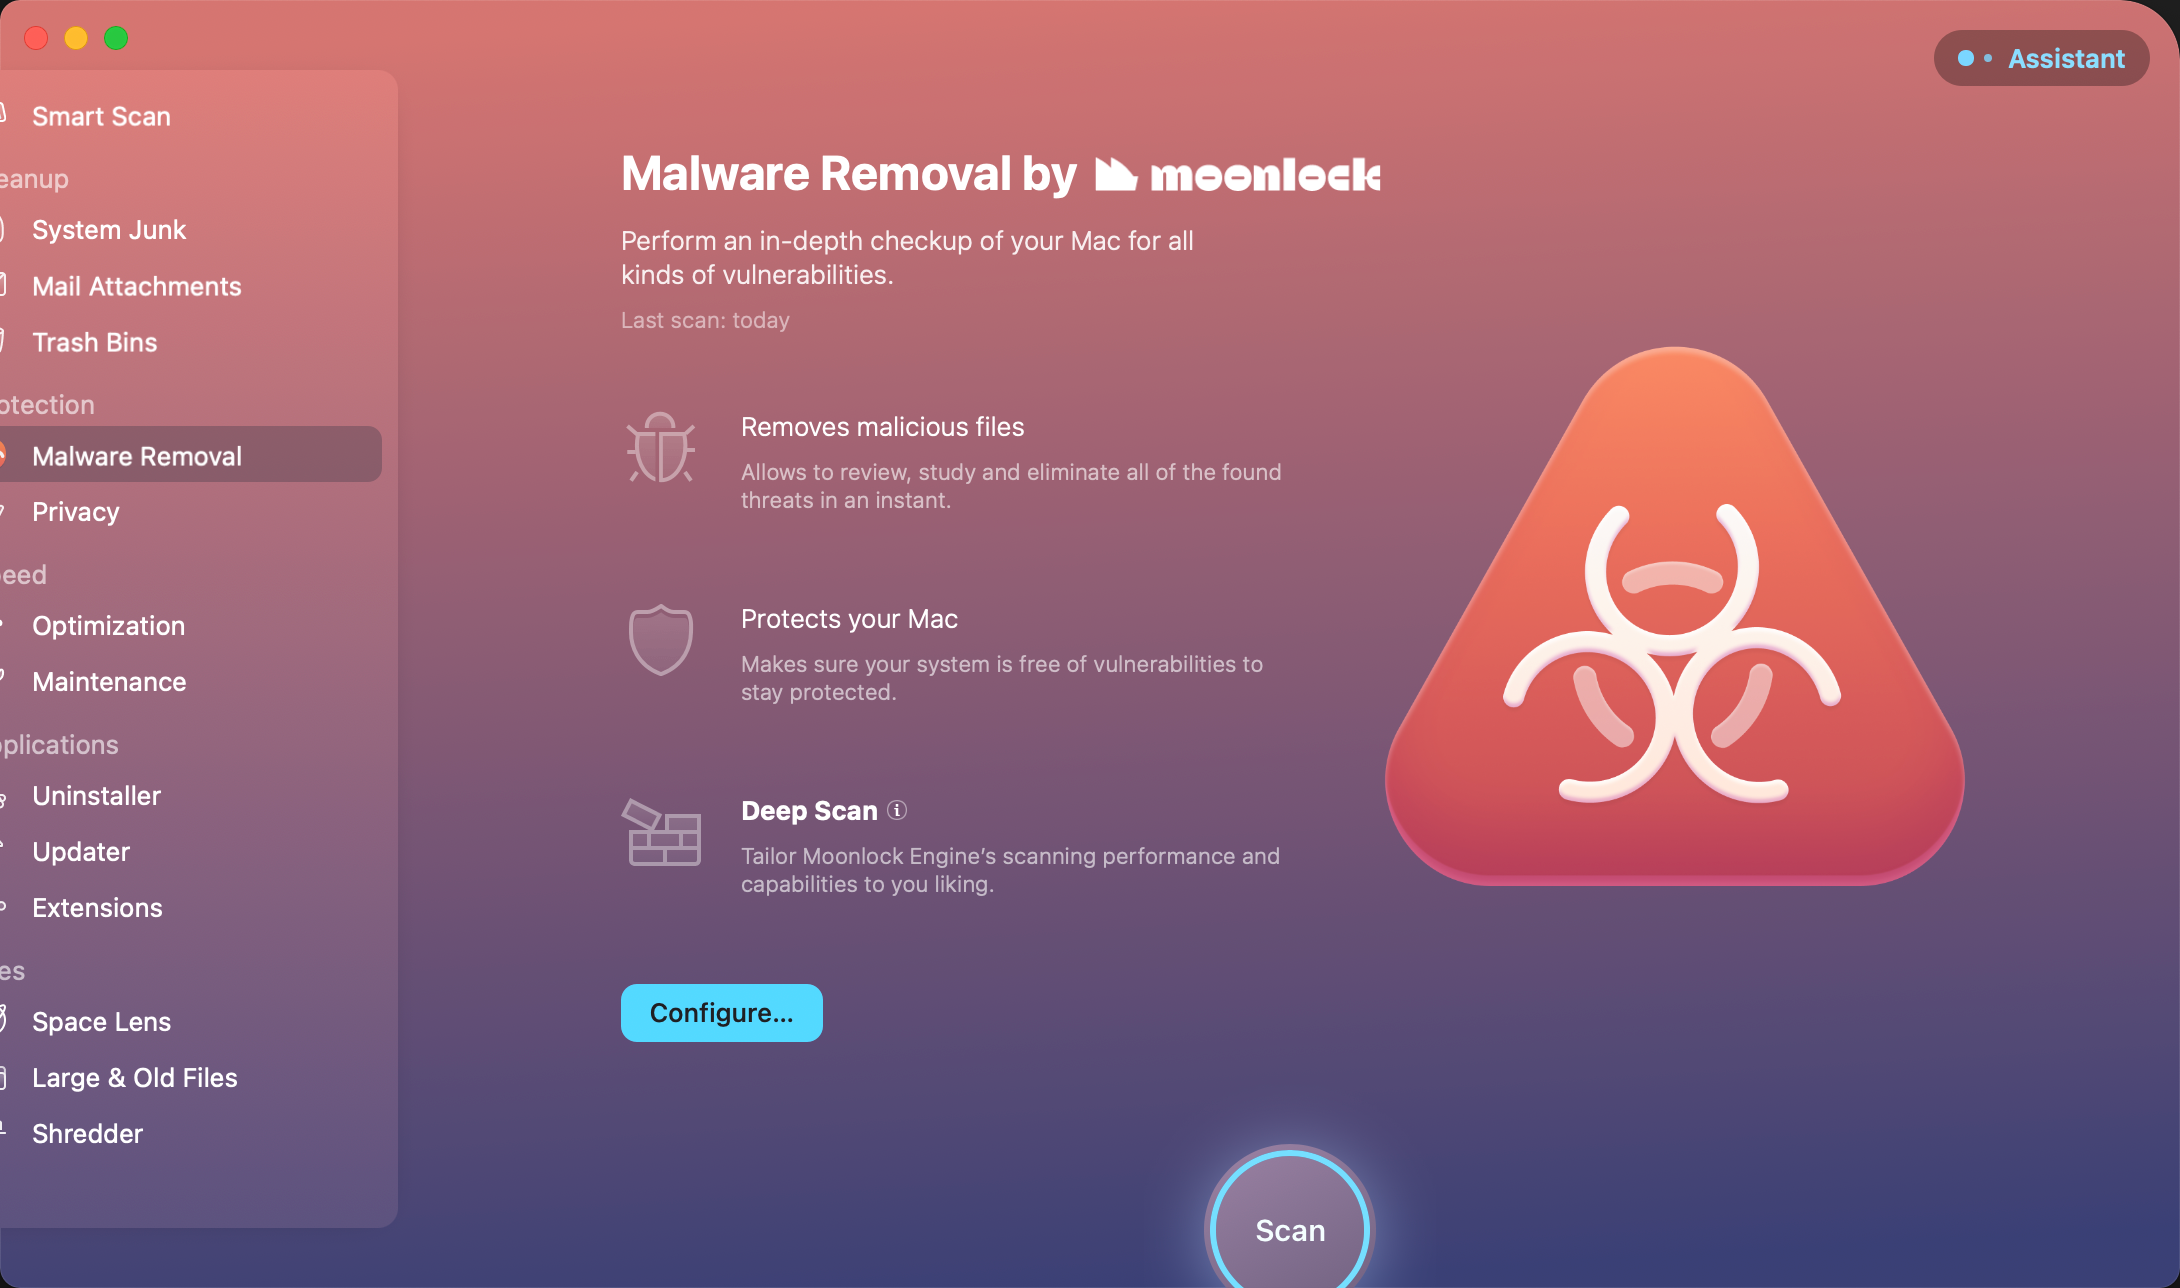 Assistant
Smart Scan
eanup
System Junk
Mail Attachments
Trash Bins
otection
Malware Removal
Privacy
eed
Optimization
Maintenance
plications
Uninstaller
Updater
Extensions
es
Space Lens
Large & Old Files
Shredder
Malware Removal by moonlock
Perform an in-depth checkup of your Mac for all
kinds of vulnerabilities.
Last scan: today
Removes malicious files
Allows to review, study and eliminate all of the found
threats in an instant.
Protects your Mac
Makes sure your system is free of vulnerabilities to
stay protected.
Deep Scan
Tailor Moonlock Engine’s scanning performance and
capabilities to you liking.
Configure...
Scan